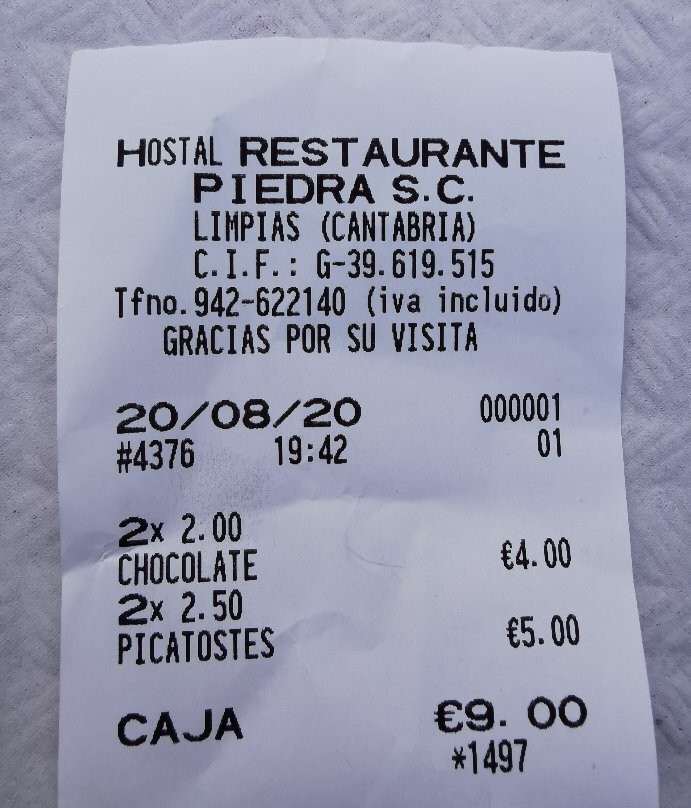 HOSTAL RESTAURANTE
PIEDRA S.C.
LIMPIAS (CANTABRIA)
C.I.F.: G-39.619.515
Tfno.942-622140 (iva incluido)
GRACIAS POR SU VISITA
20/08/20 000001
#4376 19:42 01
2x 2.00
CHOCOLATE €4.00
2x 2.50
PICATOSTES €5.00
CAJA €9.00
*1497